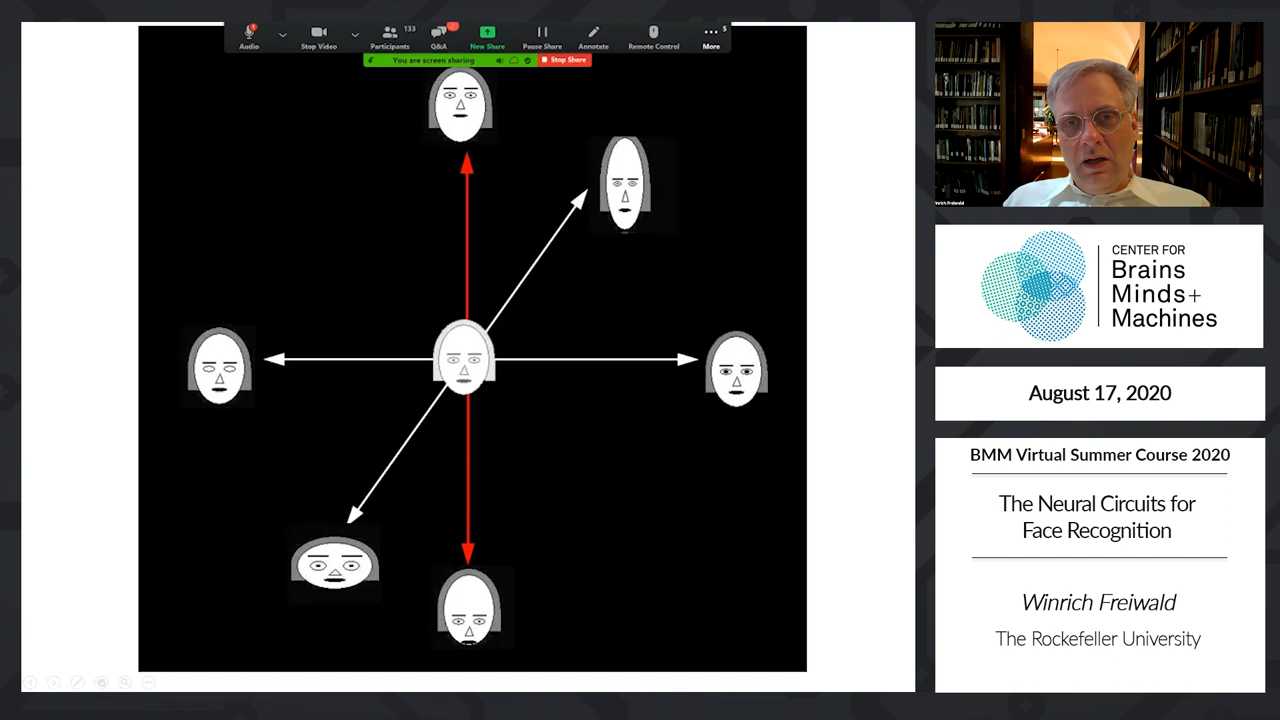 133
5
Audio
Stop Video
Participants
Q&A
New Share
Pause Share
Annotate
Remote Control
More
You are screen sharing
Stop Share
CENTER FOR
Brains
Minds+
Machines
August 17, 2020
BMM Virtual Summer Course 2020
The Neural Circuits for
Face Recognition
Winrich Freiwald
The Rockefeller University